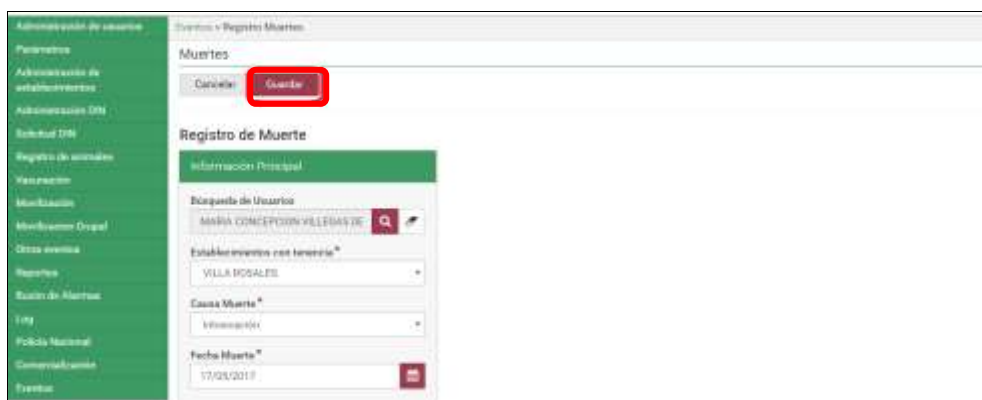 Administración de usuarios
Parámetros
Administración de
establecimientos
Administración DIN
Solicitud DIN
Registro de animales
Vacunación
Movilización
Movilización Drupal
Otros eventos
Reportes
Buzón de Alarmas
Log
Policía Nacional
Comercialización
Eventos
Eventos » Registro Muertes
Muertes
Cancelar Guardar
Registro de Muerte
Información Principal
Búsqueda de Usuarios
MARIA CONCEPCION VILLEGAS DE
Establecimientos con tenencia*
VILLA ROSALES
Causa Muerte*
Intoxicación
Fecha Muerte*
17/05/2017